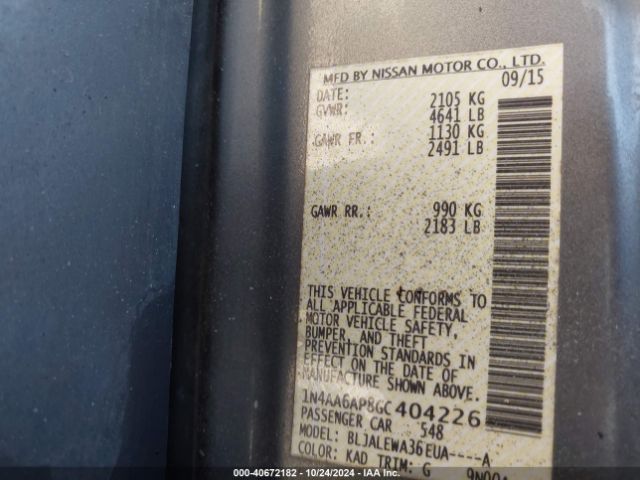 MFD BY NISSAN MOTOR CO., LTD.
DATE: 09/15
GVWR: 2105 KG
4641 LB
GAWR FR.: 1130 KG
2491 LB
GAWR RR.: 990 KG
2183 LB
THIS VEHICLE CONFORMS TO
ALL APPLICABLE FEDERAL
MOTOR VEHICLE SAFETY,
BUMPER, AND THEFT
PREVENTION STANDARDS IN
EFFECT ON THE DATE OF
MANUFACTURE SHOWN ABOVE.
1N4AA6AP8GC404226
PASSENGER CAR 548
MODEL: BLJALEWA36EUA----A
COLOR: KAD TRIM: G
000-40672182 - 10/24/2024 - IAA Inc.